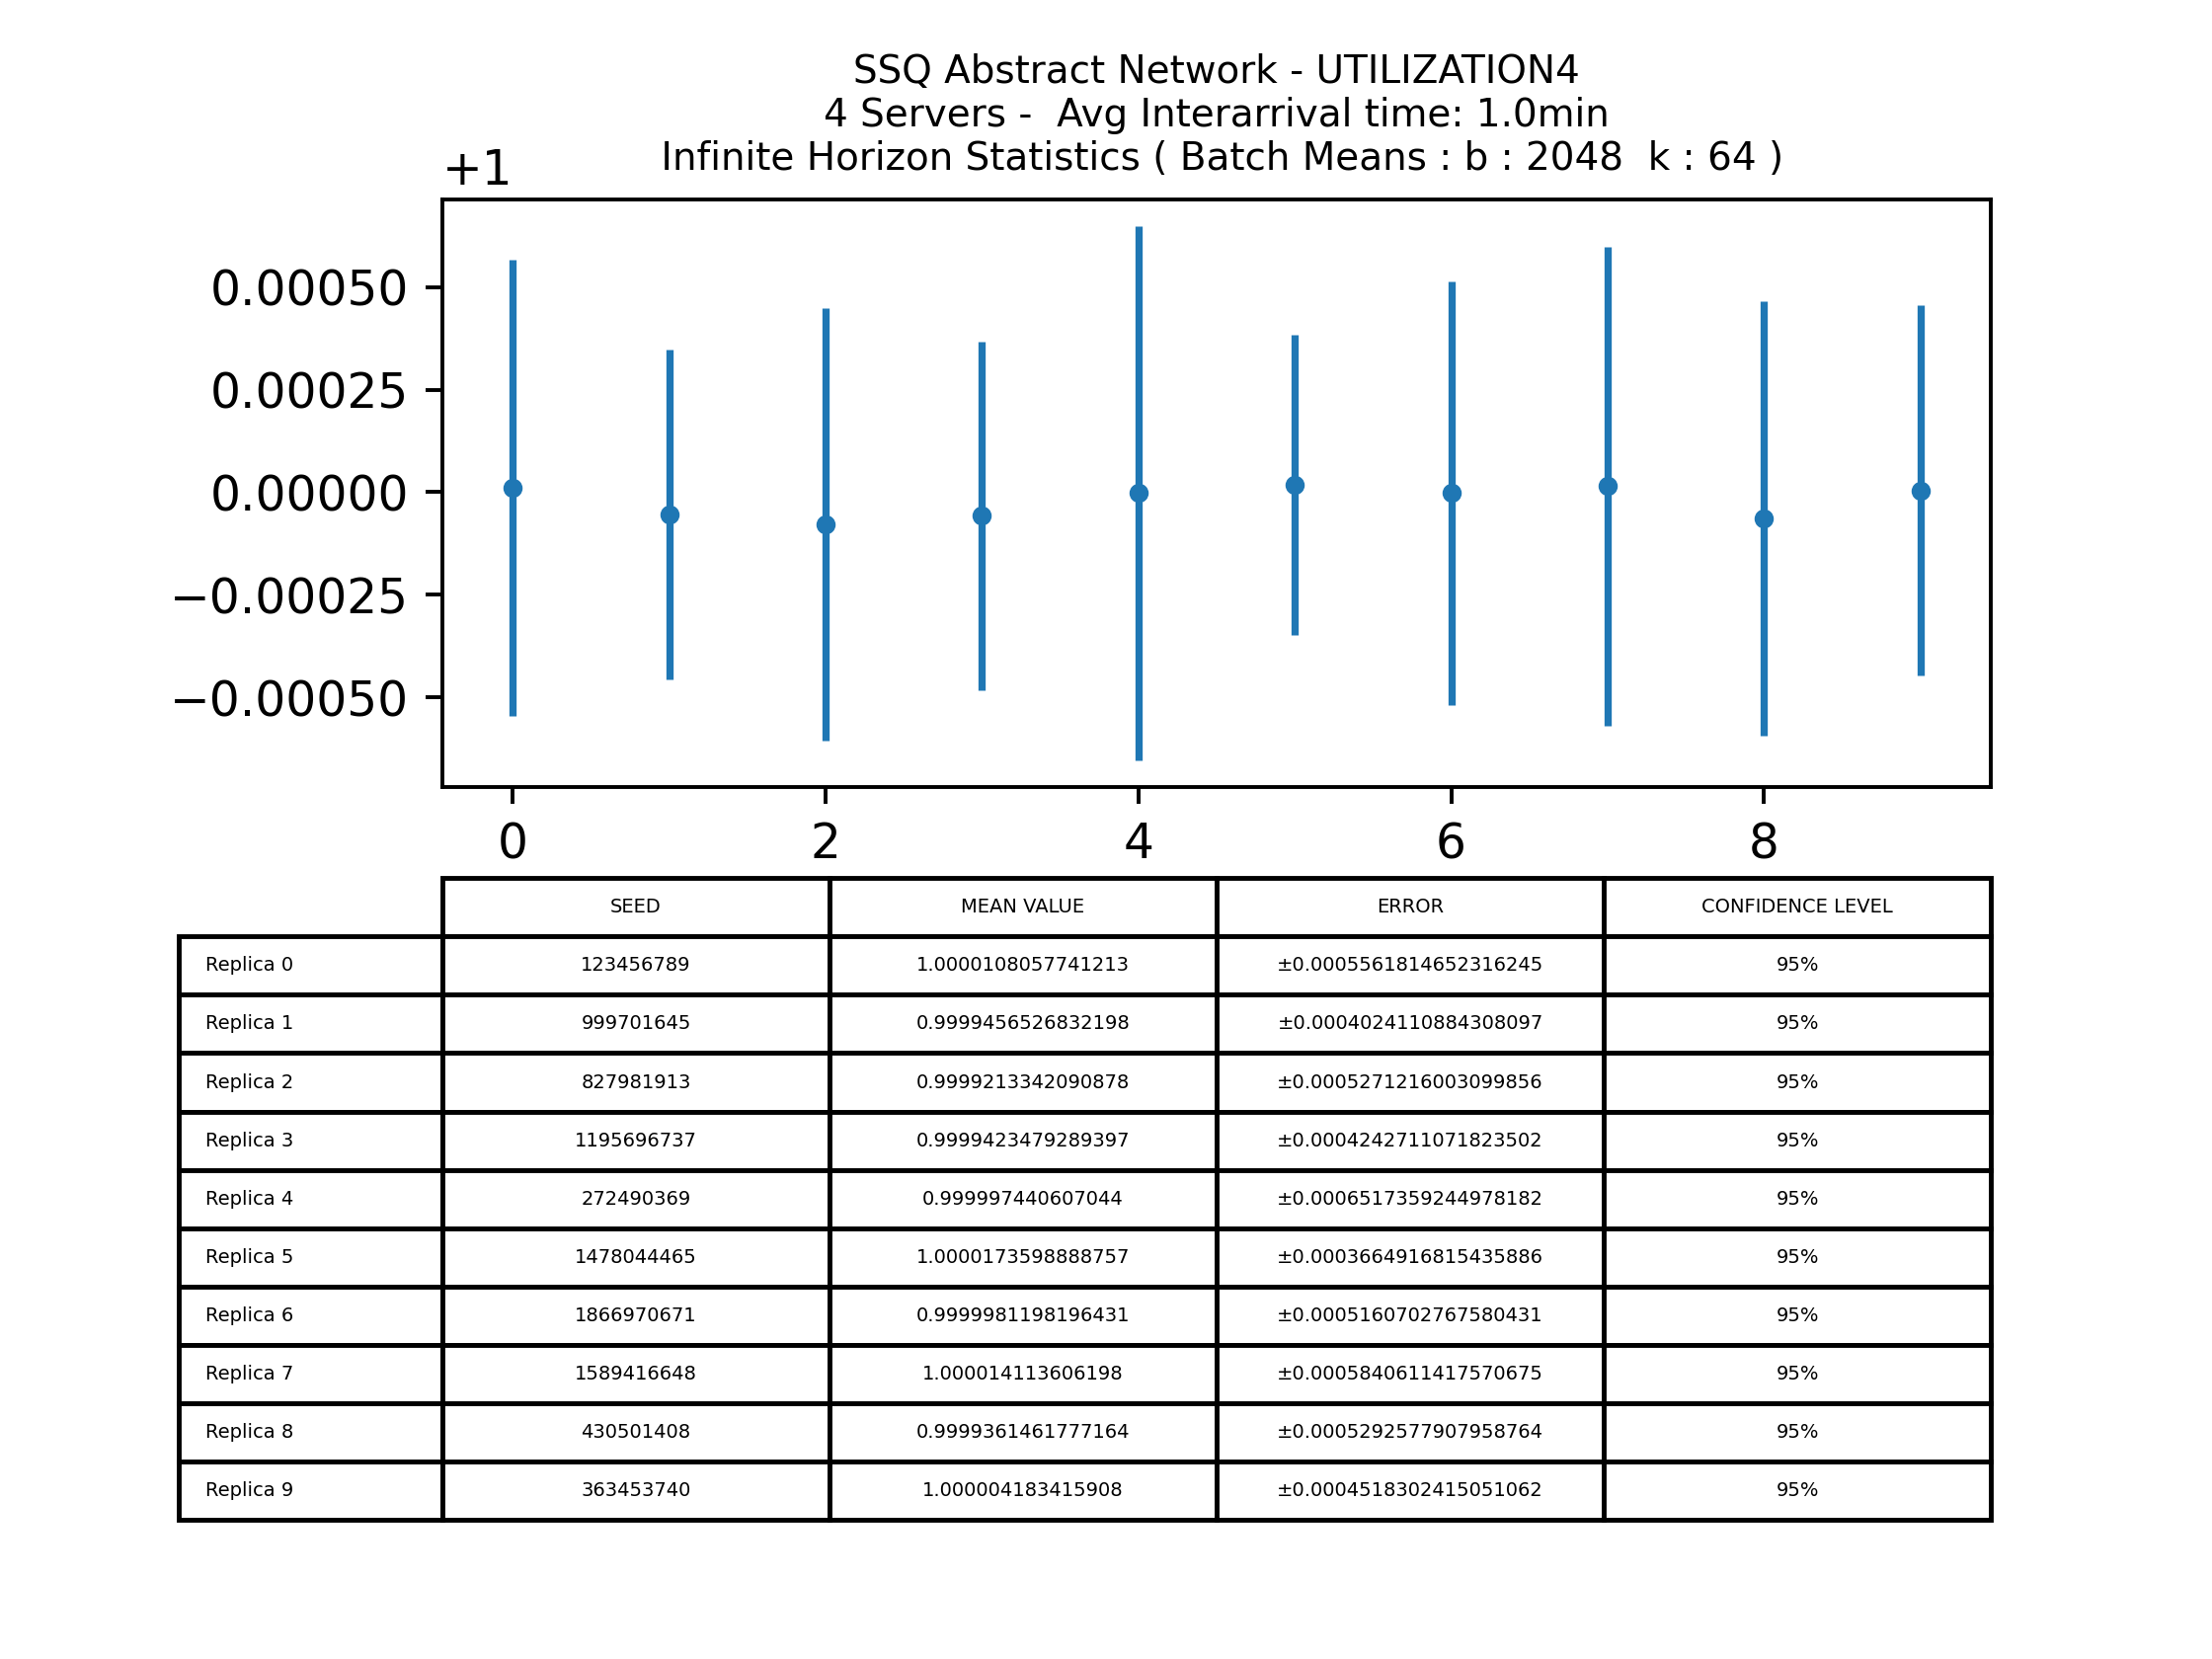 SSQ Abstract Network - UTILIZATION4
4 Servers -  Avg Interarrival time: 1.0min
Infinite Horizon Statistics ( Batch Means : b : 2048  k : 64 )
+1
0.00050
0.00025
0.00000
−0.00025
−0.00050
0 2 4 6 8
SEED MEAN VALUE ERROR CONFIDENCE LEVEL
Replica 0 123456789 1.0000108057741213 ±0.0005561814652316245 95%
Replica 1 999701645 0.9999456526832198 ±0.0004024110884308097 95%
Replica 2 827981913 0.9999213342090878 ±0.0005271216003099856 95%
Replica 3 1195696737 0.9999423479289397 ±0.0004242711071823502 95%
Replica 4 272490369 0.999997440607044 ±0.0006517359244978182 95%
Replica 5 1478044465 1.0000173598888757 ±0.0003664916815435886 95%
Replica 6 1866970671 0.9999981198196431 ±0.0005160702767580431 95%
Replica 7 1589416648 1.000014113606198 ±0.0005840611417570675 95%
Replica 8 430501408 0.9999361461777164 ±0.0005292577907958764 95%
Replica 9 363453740 1.000004183415908 ±0.0004518302415051062 95%